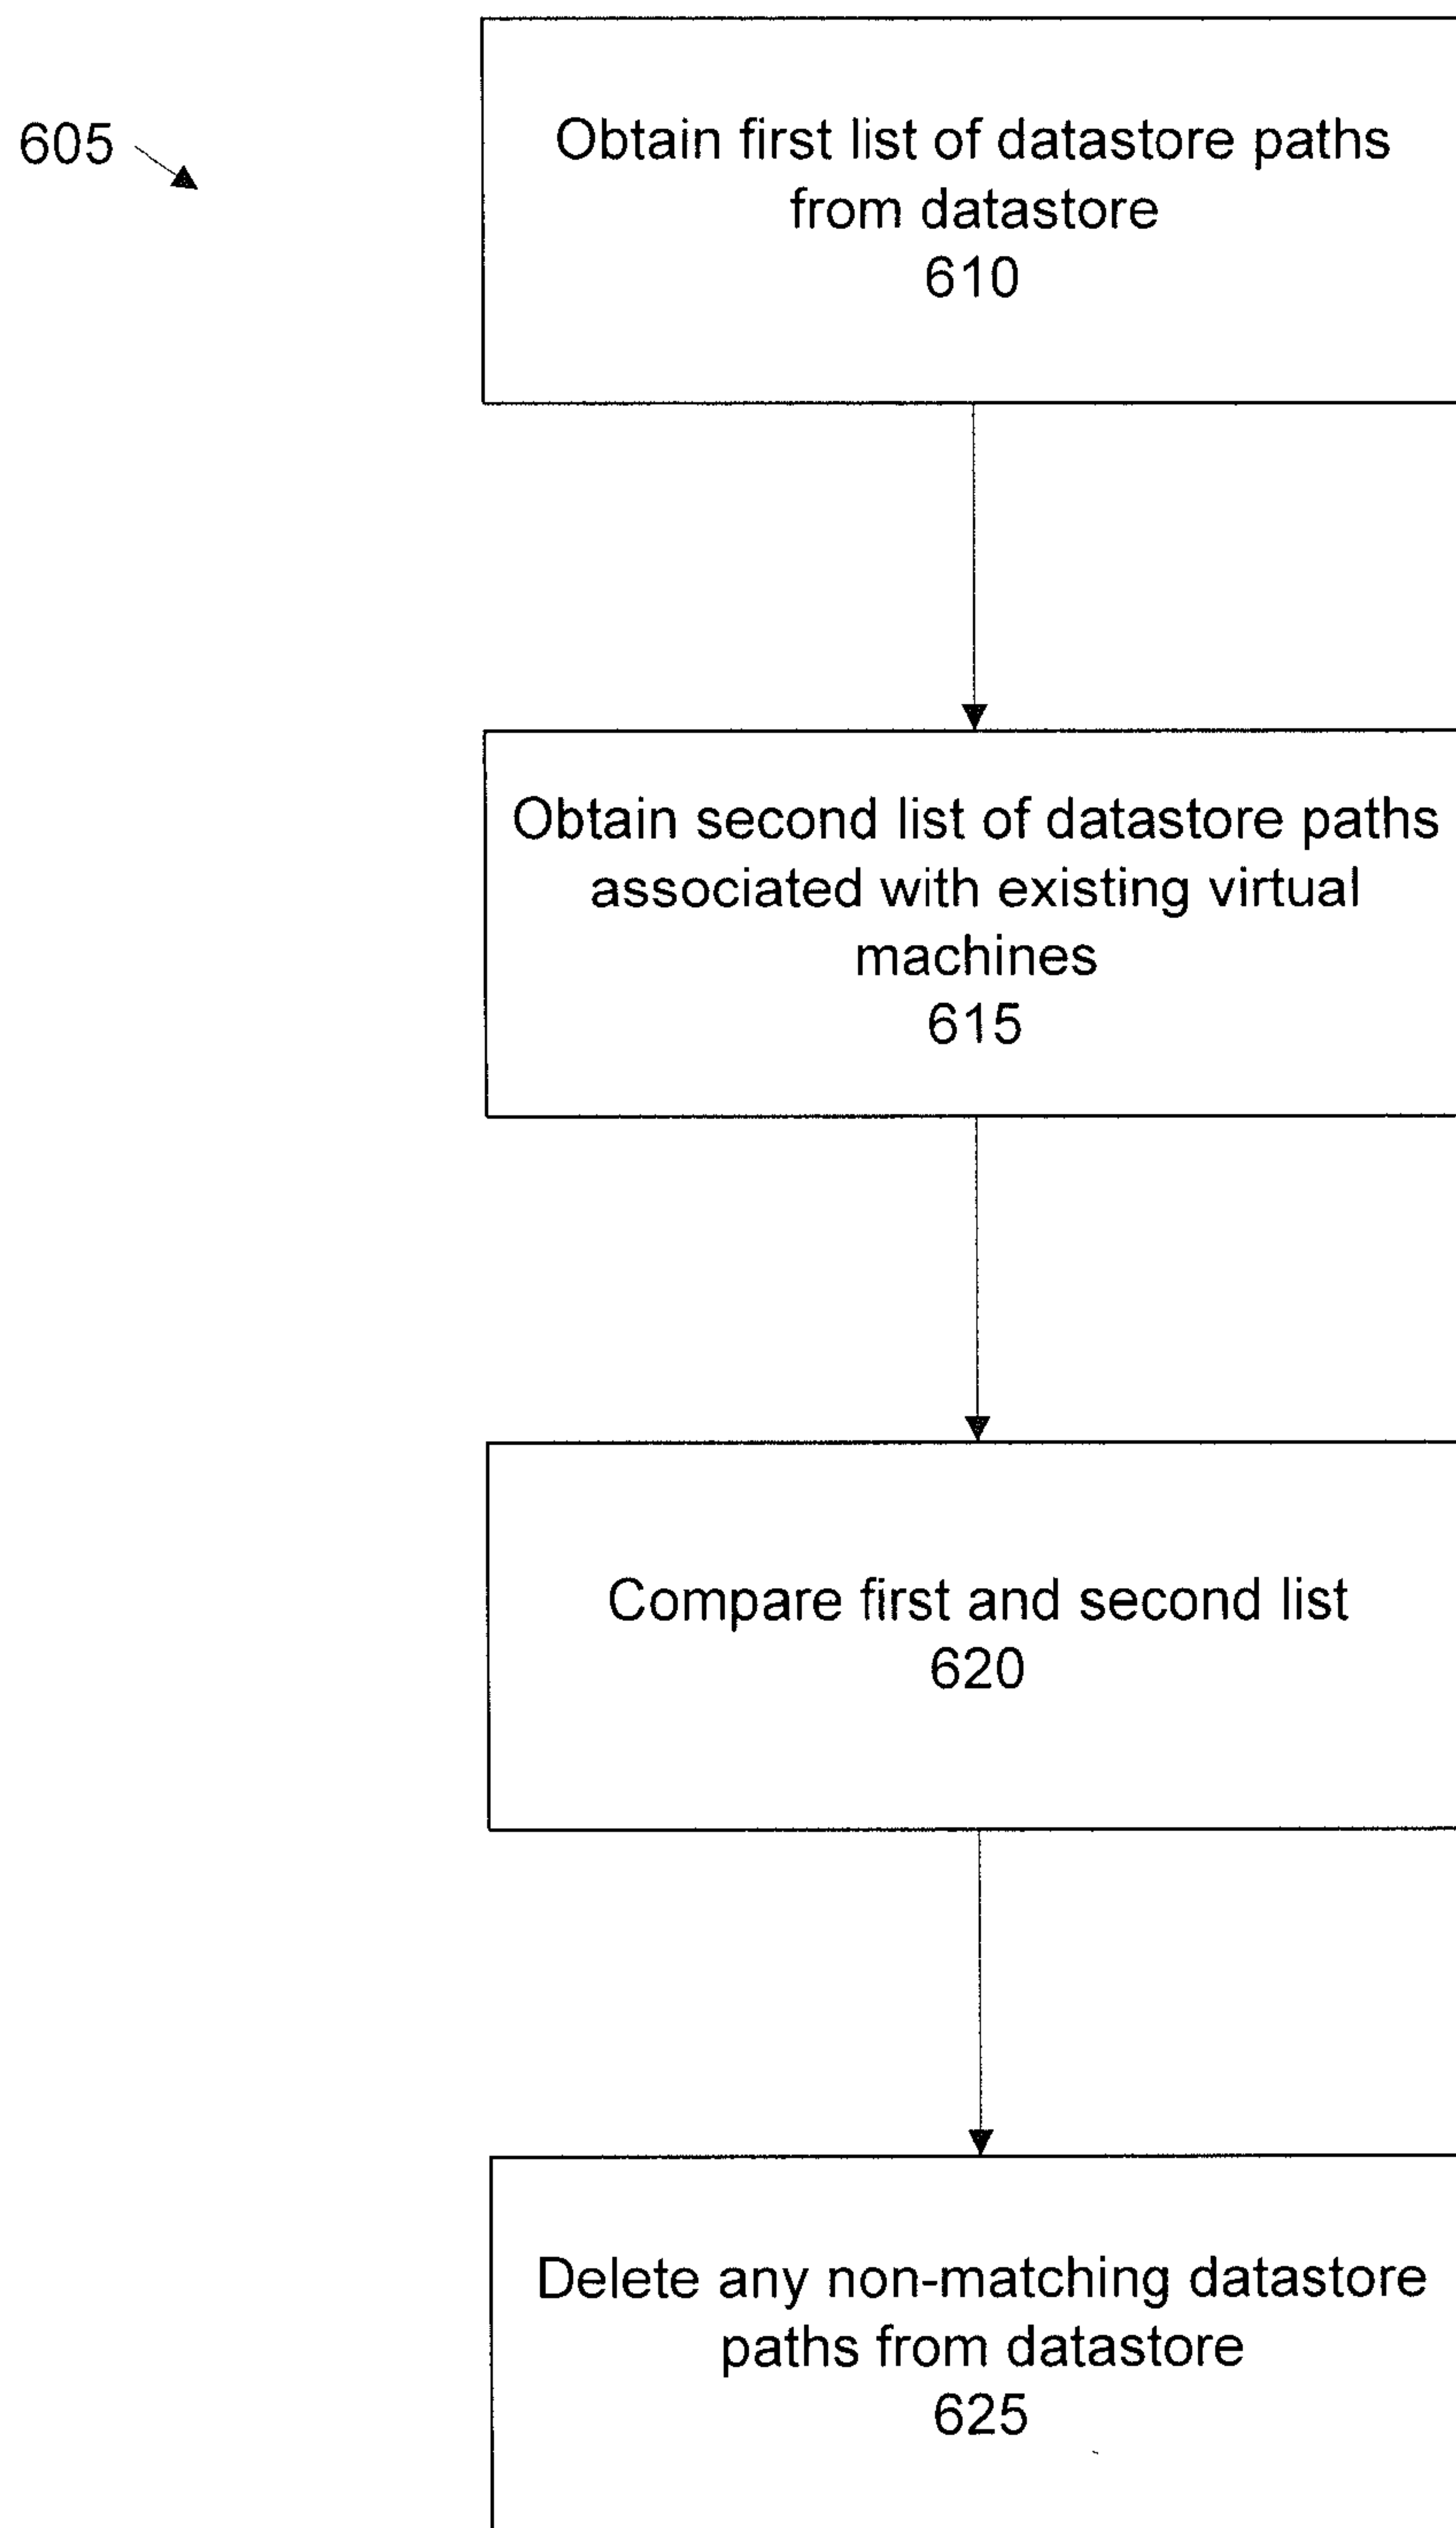 605
Obtain first list of datastore paths
from datastore
610
Obtain second list of datastore paths
associated with existing virtual
machines
615
Compare first and second list
620
Delete any non-matching datastore
paths from datastore
625